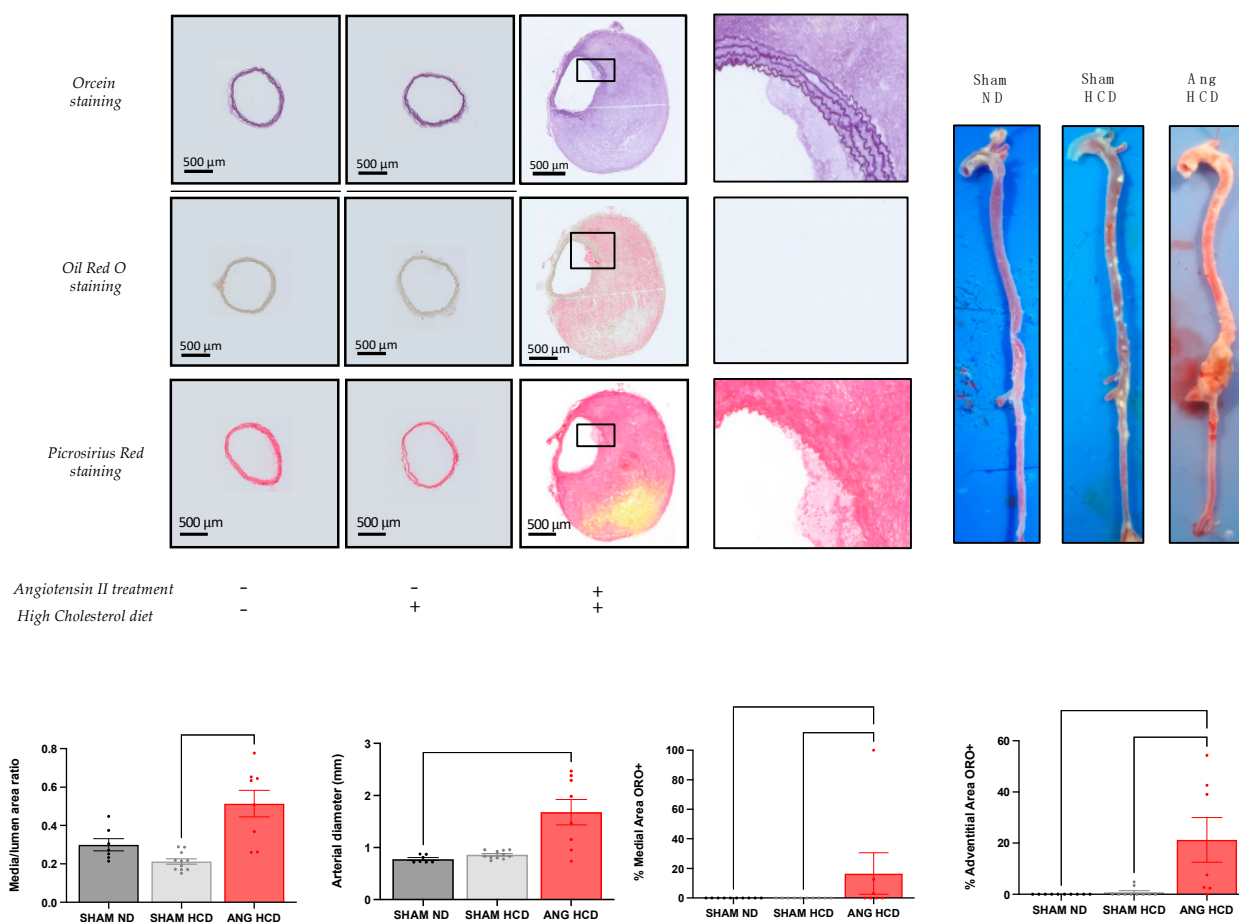 Orcein
staining
500 µm
500 µm
500 µm
Sham
ND
Sham
HCD
Ang
HCD
Oil Red O
staining
500 µm
500 µm
500 µm
Picrosirius Red
staining
500 µm
500 µm
500 µm
Angiotensin II treatment - - +
High Cholesterol diet - + +
Media/lumen area ratio
0.8
0.6
0.4
0.2
0.0
SHAM ND SHAM HCD ANG HCD
Arterial diameter (mm)
3
2
1
0
SHAM ND SHAM HCD ANG HCD
% Medial Area ORO+
100
80
60
40
20
0
SHAM ND SHAM HCD ANG HCD
% Adventitial Area ORO+
60
40
20
0
SHAM ND SHAM HCD ANG HCD